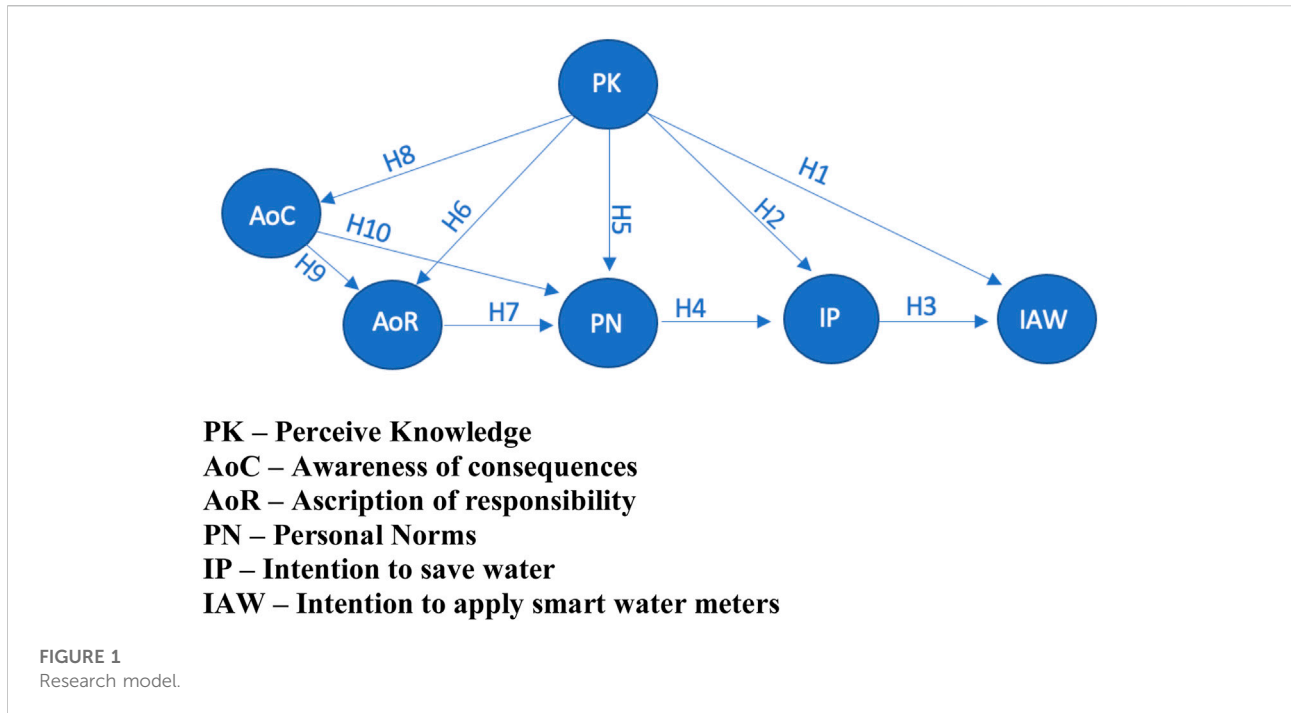 PK
H8
H1
H6
H5
H2
AoC
H10
H9
AoR
H7
PN
H4
IP
H3
IAW
PK – Perceive Knowledge
AoC – Awareness of consequences
AoR – Ascription of responsibility
PN – Personal Norms
IP – Intention to save water
IAW – Intention to apply smart water meters
FIGURE 1
Research model.